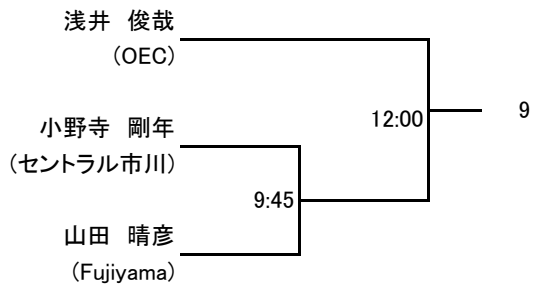 浅井　俊哉
(OEC)
12:00
9
小野寺　剛年
(セントラル市川)
9:45
山田　晴彦
(Fujiyama)